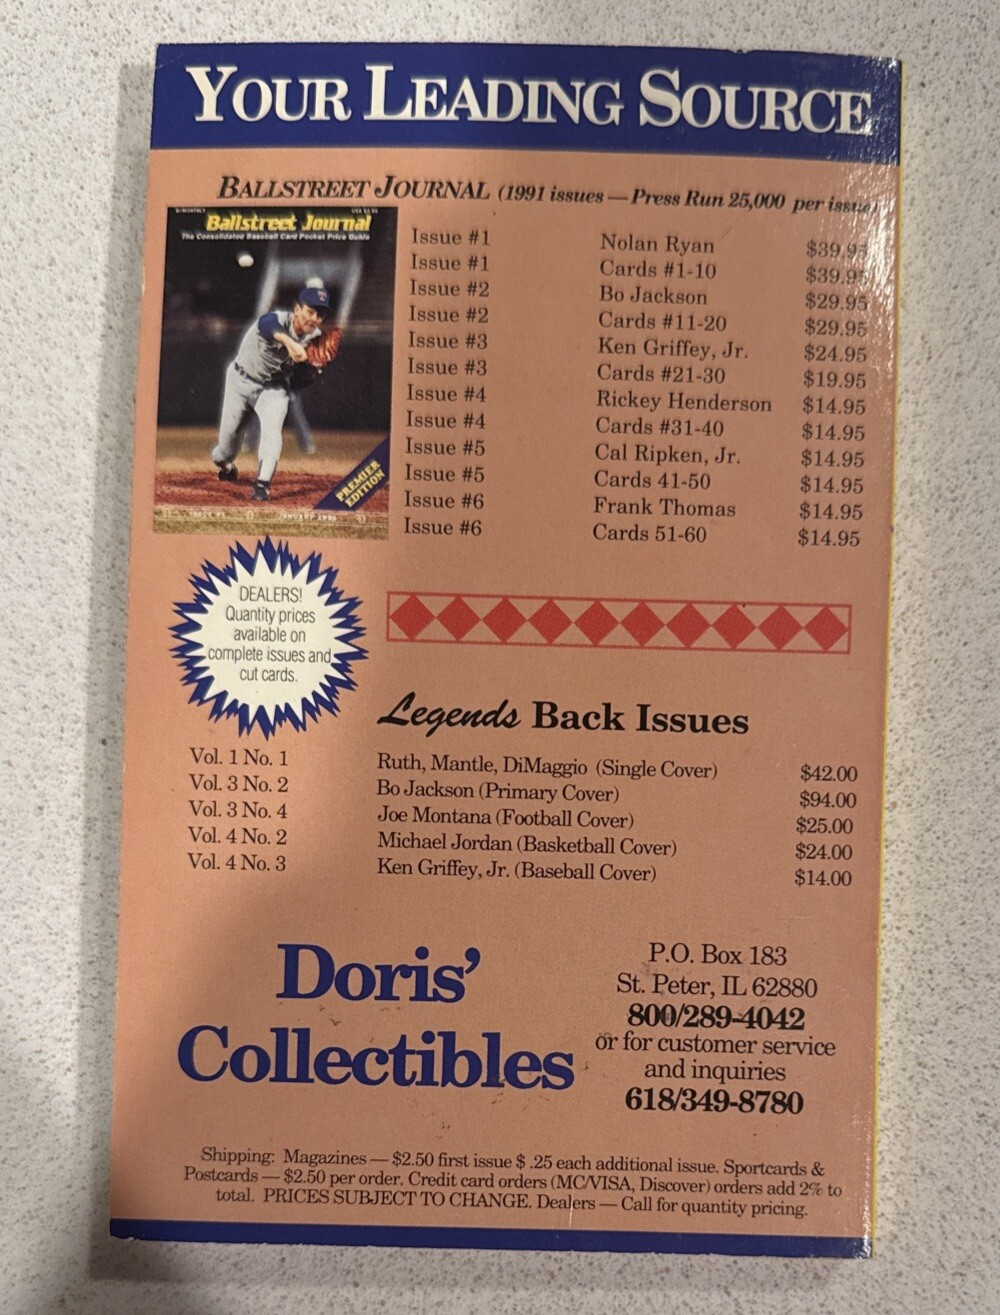 YOUR LEADING SOURCE
BALLSTREET JOURNAL (1991 issues — Press Run 25,000 per issue)
Ballstreet Journal
The Consolidated Baseball Card Pocket Price Guide
PREMIER
EDITION
Issue #1 Nolan Ryan $39.95
Issue #1 Cards #1-10 $39.95
Issue #2 Bo Jackson $29.95
Issue #2 Cards #11-20 $29.95
Issue #3 Ken Griffey, Jr. $24.95
Issue #3 Cards #21-30 $19.95
Issue #4 Rickey Henderson $14.95
Issue #4 Cards #31-40 $14.95
Issue #5 Cal Ripken, Jr. $14.95
Issue #5 Cards 41-50 $14.95
Issue #6 Frank Thomas $14.95
Issue #6 Cards 51-60 $14.95
DEALERS!
Quantity prices
available on
complete issues and
cut cards.
Legends Back Issues
Vol. 1 No. 1 Ruth, Mantle, DiMaggio (Single Cover) $42.00
Vol. 3 No. 2 Bo Jackson (Primary Cover) $94.00
Vol. 3 No. 4 Joe Montana (Football Cover) $25.00
Vol. 4 No. 2 Michael Jordan (Basketball Cover) $24.00
Vol. 4 No. 3 Ken Griffey, Jr. (Baseball Cover) $14.00
Doris'
Collectibles
P.O. Box 183
St. Peter, IL 62880
800/289-4042
or for customer service
and inquiries
618/349-8780
Shipping: Magazines — $2.50 first issue $ .25 each additional issue. Sportcards &
Postcards — $2.50 per order. Credit card orders (MC/VISA, Discover) orders add 2% to
total. PRICES SUBJECT TO CHANGE. Dealers — Call for quantity pricing.